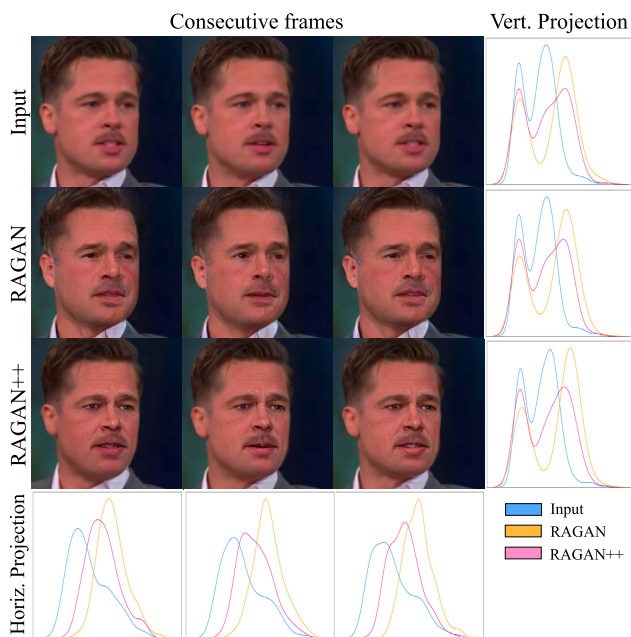 Consecutive frames
Vert. Projection
Input
RAGAN
RAGAN++
Horiz. Projection
Input
RAGAN
RAGAN++